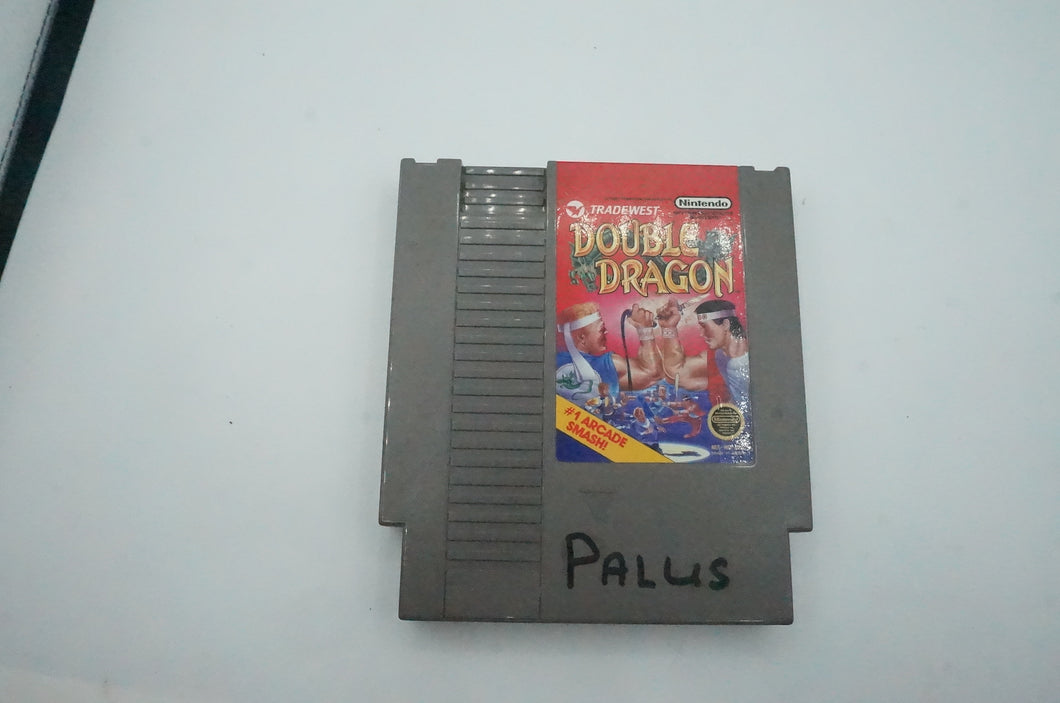 Nintendo
TRADEWEST
DOUBLE
DRAGON
#1 ARCADE
SMASH!
PALUS